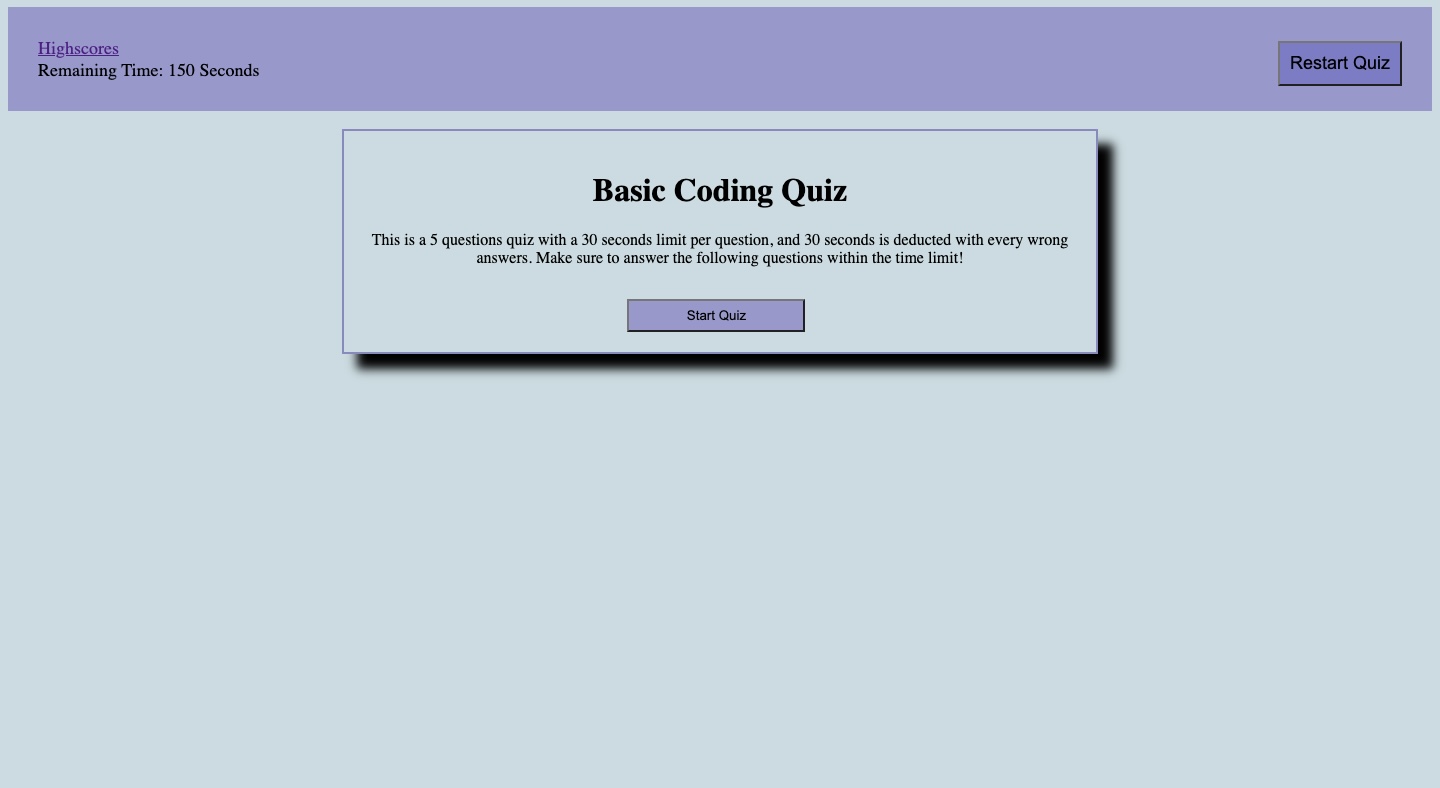 Highscores
Remaining Time: 150 Seconds
Restart Quiz
Basic Coding Quiz
This is a 5 questions quiz with a 30 seconds limit per question, and 30 seconds is deducted with every wrong
answers. Make sure to answer the following questions within the time limit!
Start Quiz